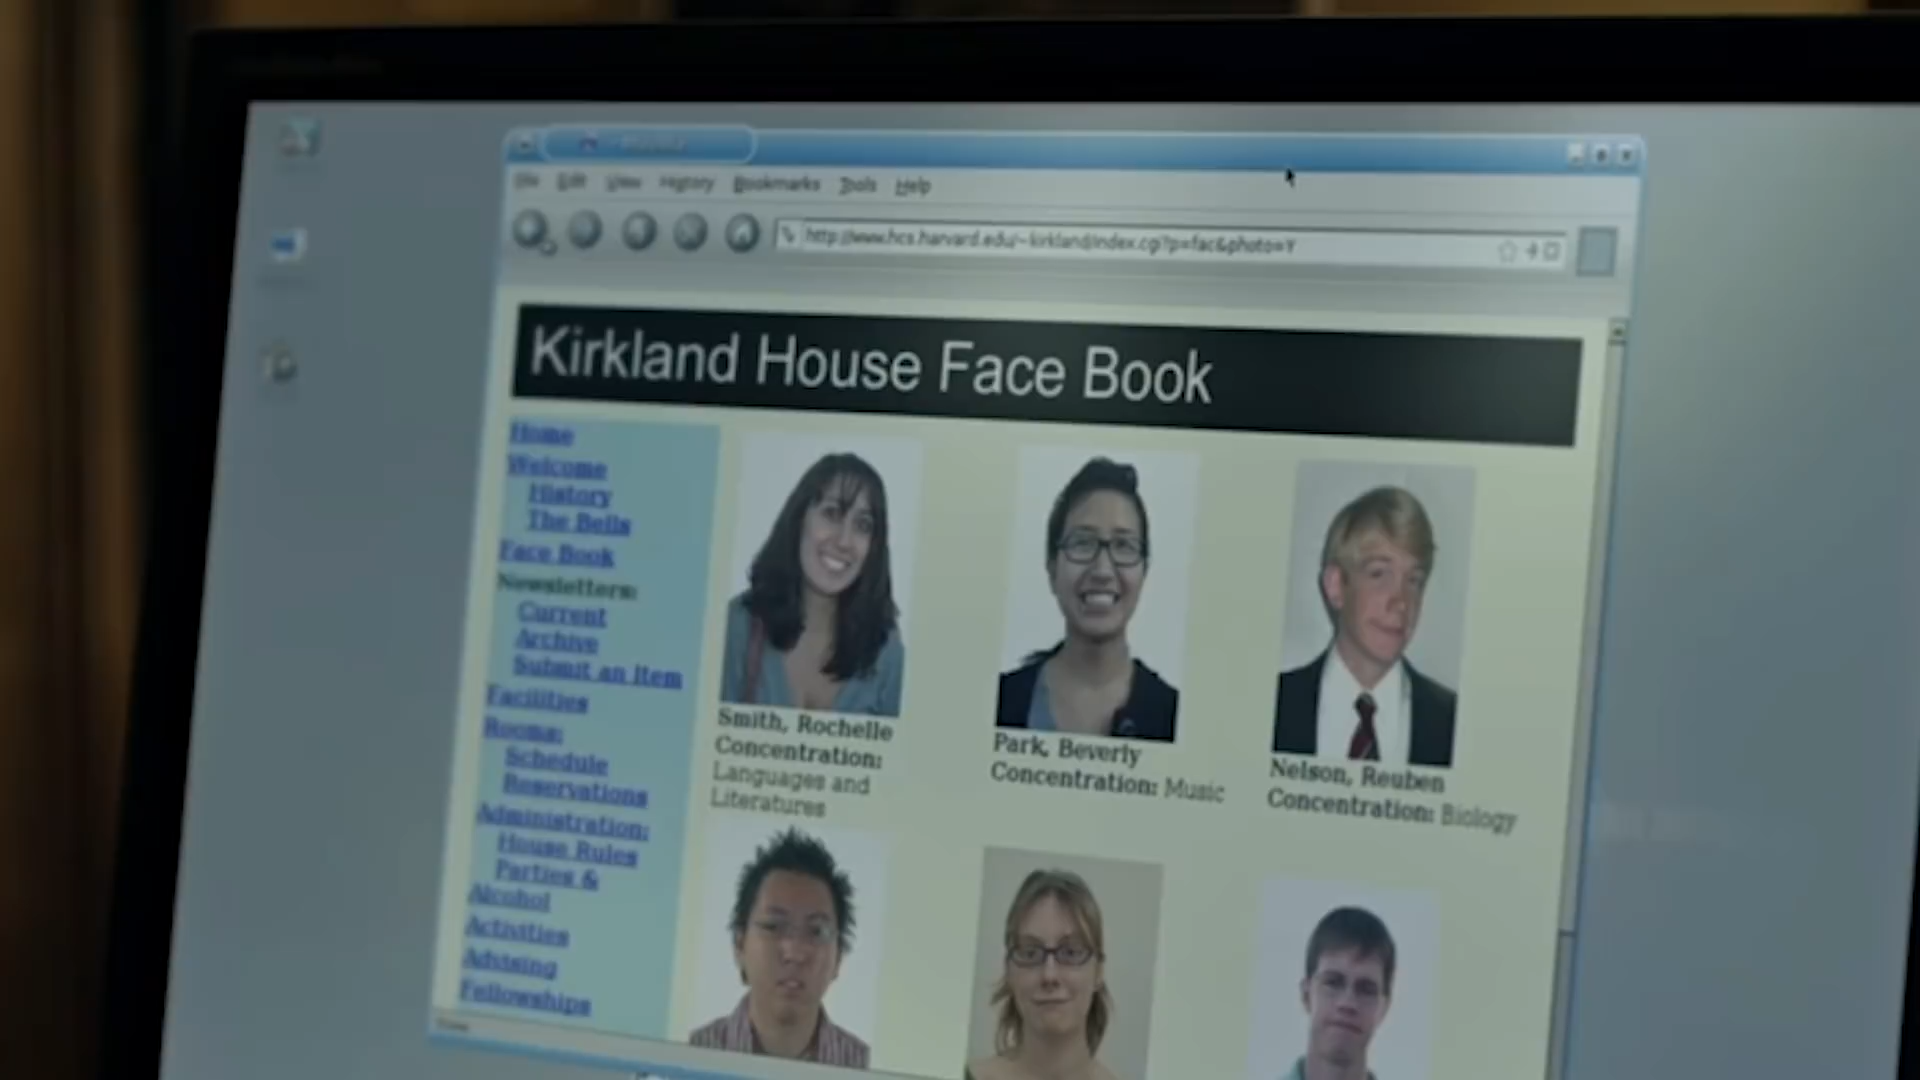 File Edit View History Bookmarks Tools Help
http://www.hcs.harvard.edu/~kirkland/index.cgi?p=fac&photo=Y
Kirkland House Face Book
Home
Welcome
History
The Bells
Face Book
Newsletters:
Current
Archive
Submit an Item
Facilities
Rooms:
Schedule
Reservations
Administration:
House Rules
Parties &
Alcohol
Activities
Advising
Fellowships
Smith, Rochelle
Concentration:
Languages and
Literatures
Park, Beverly
Concentration: Music
Nelson, Reuben
Concentration: Biology
Done